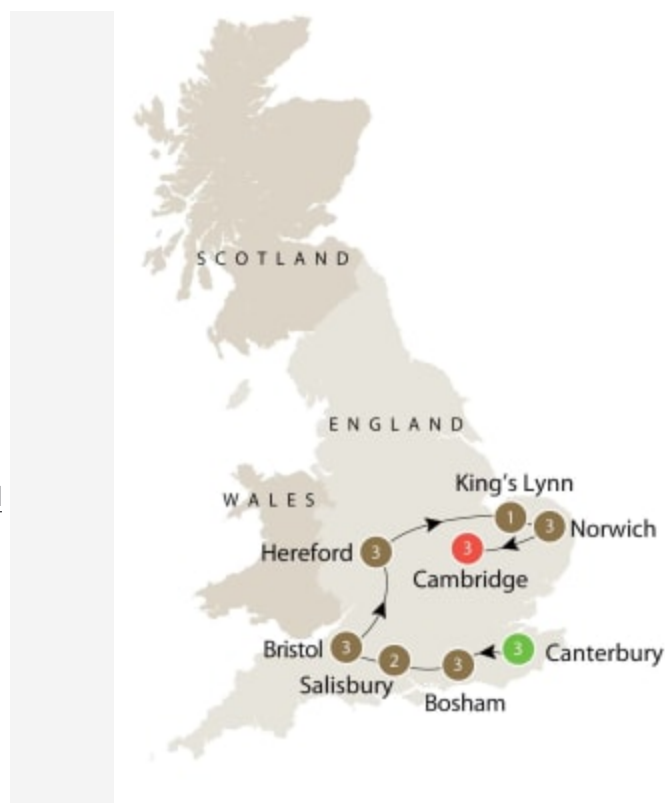 SCOTLAND
ENGLAND
WALES
King's Lynn
1
3
Norwich
Hereford
3
3
Cambridge
Bristol
3
2
Salisbury
3
Bosham
3
Canterbury